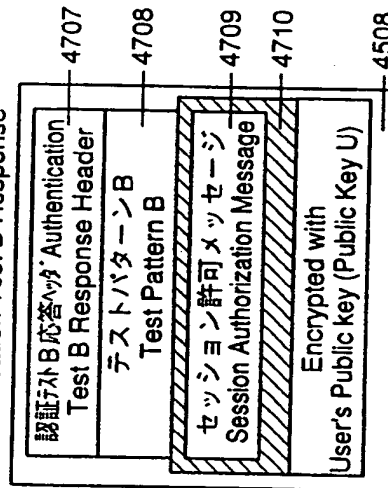 認証テストB応答ヘッダ Authentication
Test B Response Header
テストパターンB
Test Pattern B
セッション許可メッセージ
Session Authorization Message
Encrypted with
User's Public Key (Public Key U)
4707
4708
4709
4710
4508